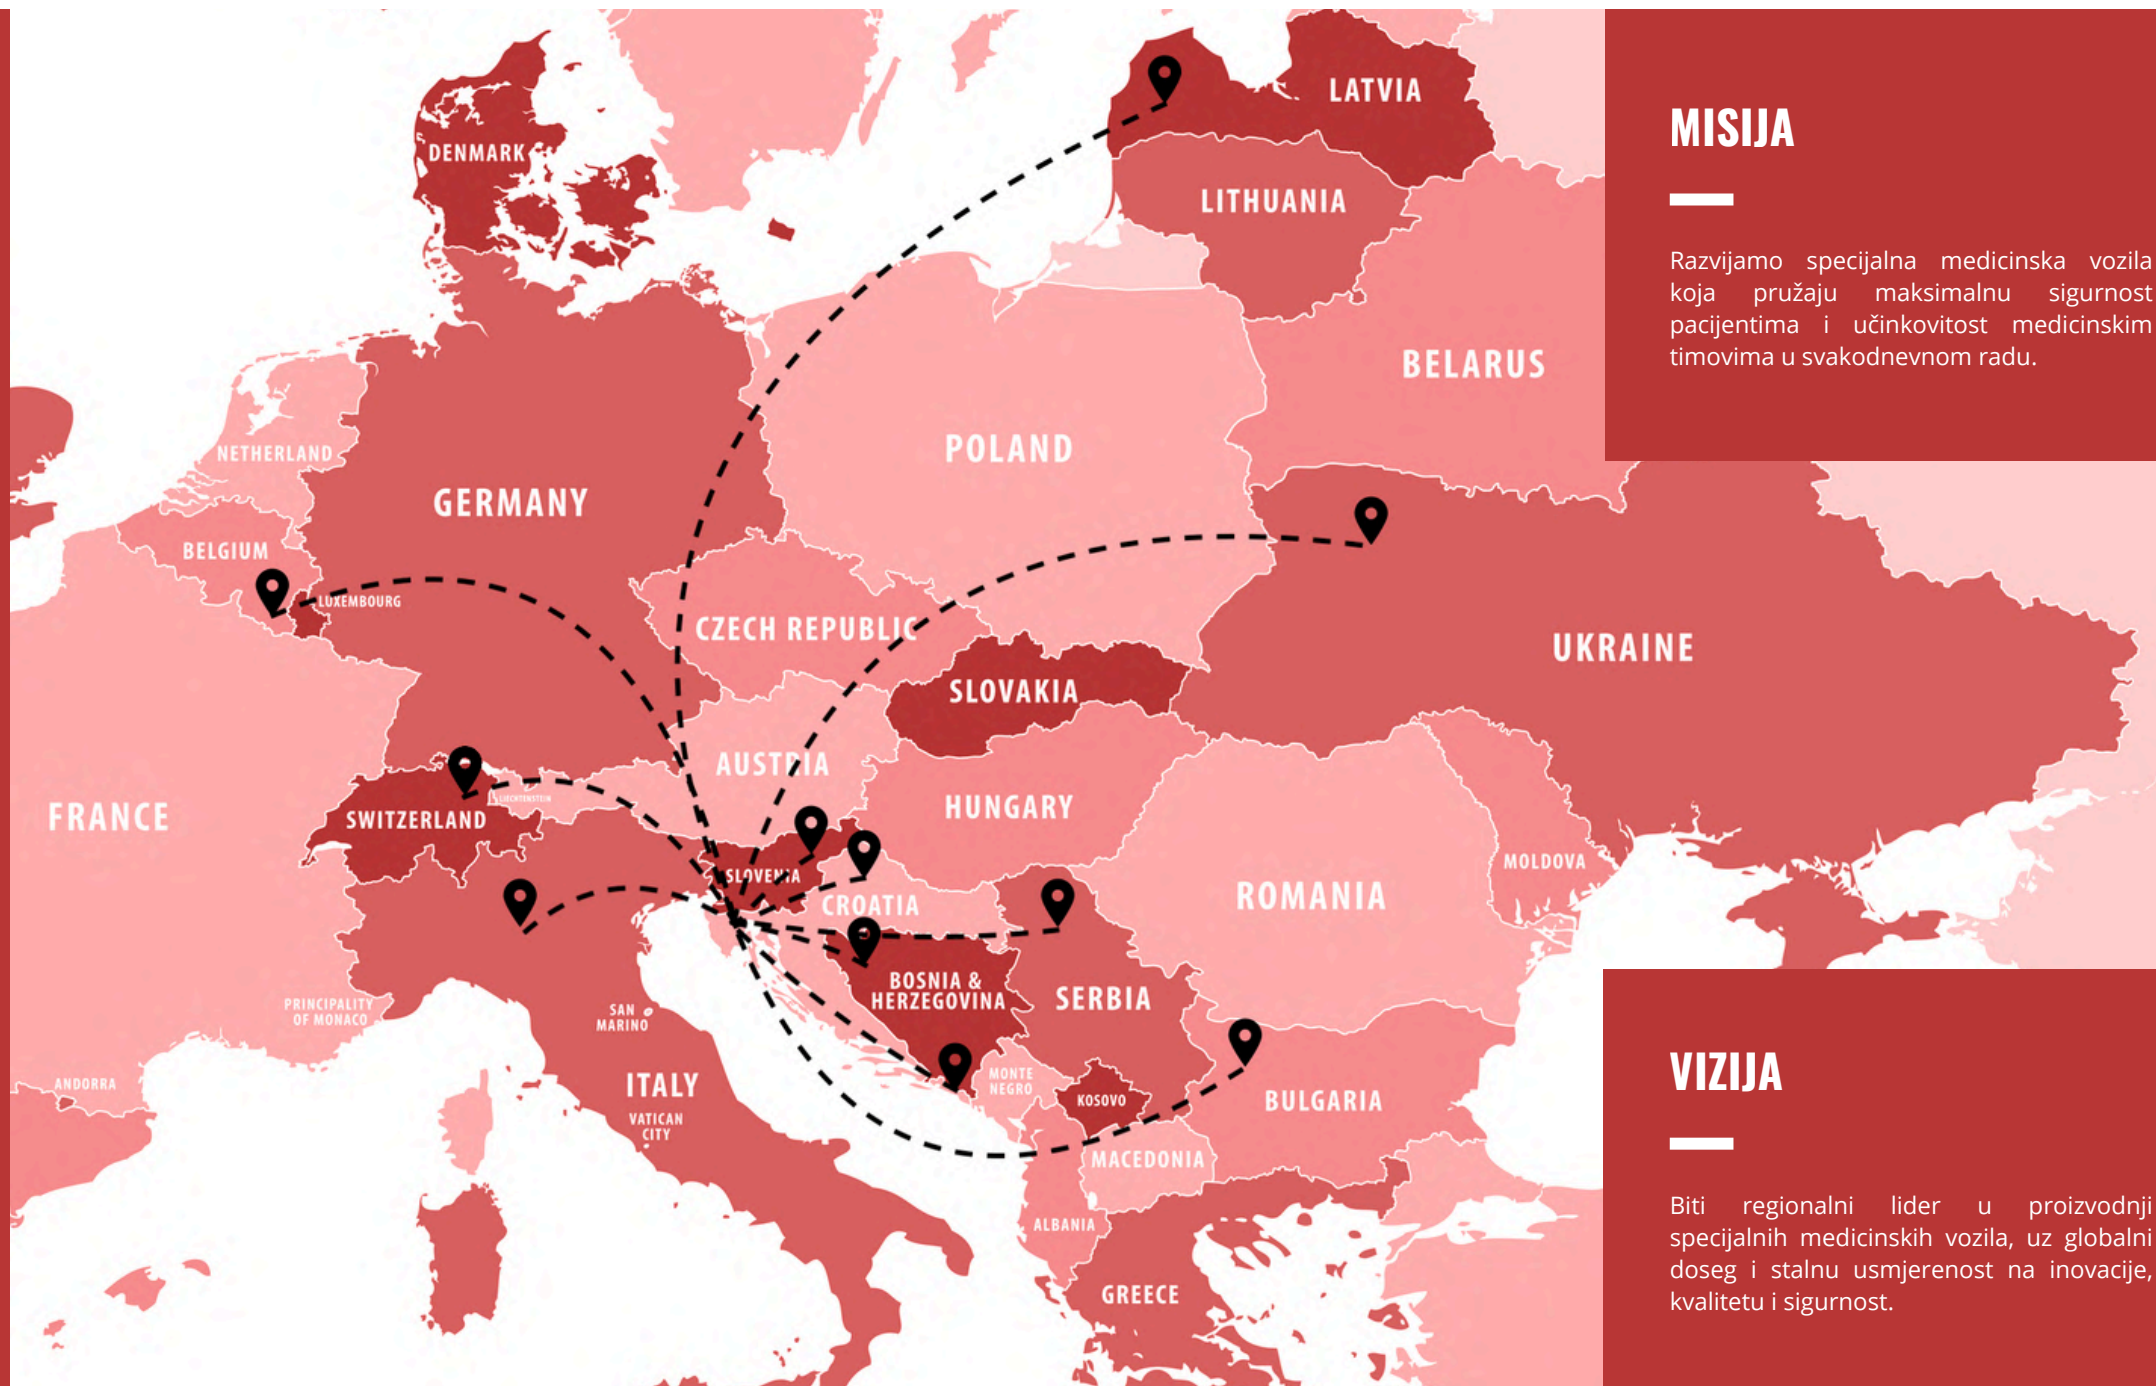 DENMARK
LATVIA
LITHUANIA
BELARUS
NETHERLAND
POLAND
GERMANY
BELGIUM
LUXEMBOURG
CZECH REPUBLIC
UKRAINE
SLOVAKIA
AUSTRIA
LIECHTENSTEIN
FRANCE
SWITZERLAND
HUNGARY
MOLDOVA
SLOVENIA
CROATIA
ROMANIA
BOSNIA &
HERZEGOVINA
SERBIA
PRINCIPALITY
OF MONACO
SAN
MARINO
ANDORRA
ITALY
VATICAN
CITY
MONTE
NEGRO
KOSOVO
BULGARIA
MACEDONIA
ALBANIA
GREECE
MISIJA
Razvijamo specijalna medicinska vozila
koja pružaju maksimalnu sigurnost
pacijentima i učinkovitost medicinskim
timovima u svakodnevnom radu.
VIZIJA
Biti regionalni lider u proizvodnji
specijalnih medicinskih vozila, uz globalni
doseg i stalnu usmjerenost na inovacije,
kvalitetu i sigurnost.